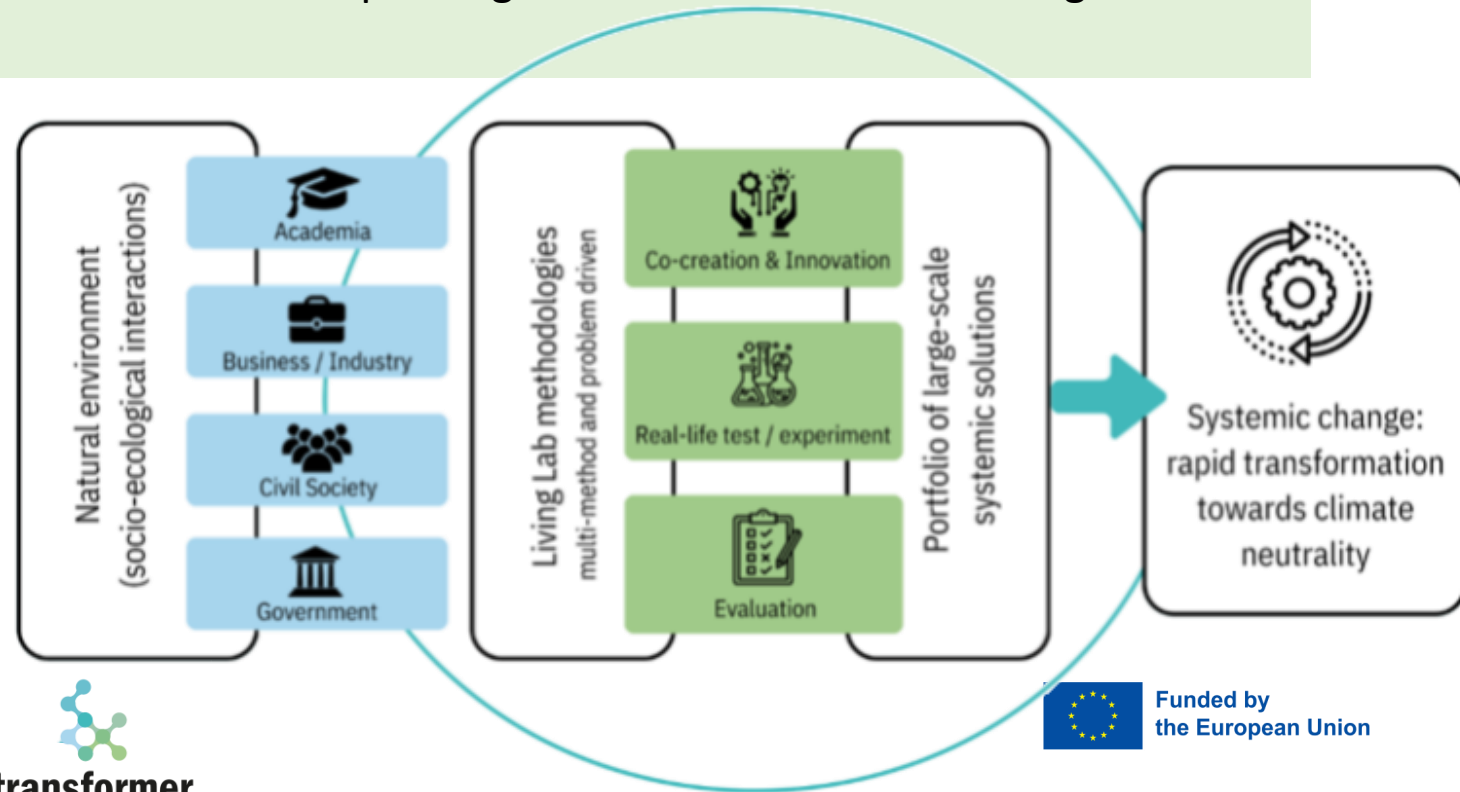 Natural environment
(socio-ecological interactions)
Academia
Business / Industry
Civil Society
Government
Living Lab methodologies
multi-method and problem driven
Co-creation & Innovation
Real-life test / experiment
Evaluation
Portfolio of large-scale
systemic solutions
Systemic change:
rapid transformation
towards climate
neutrality
transformer
Funded by
the European Union